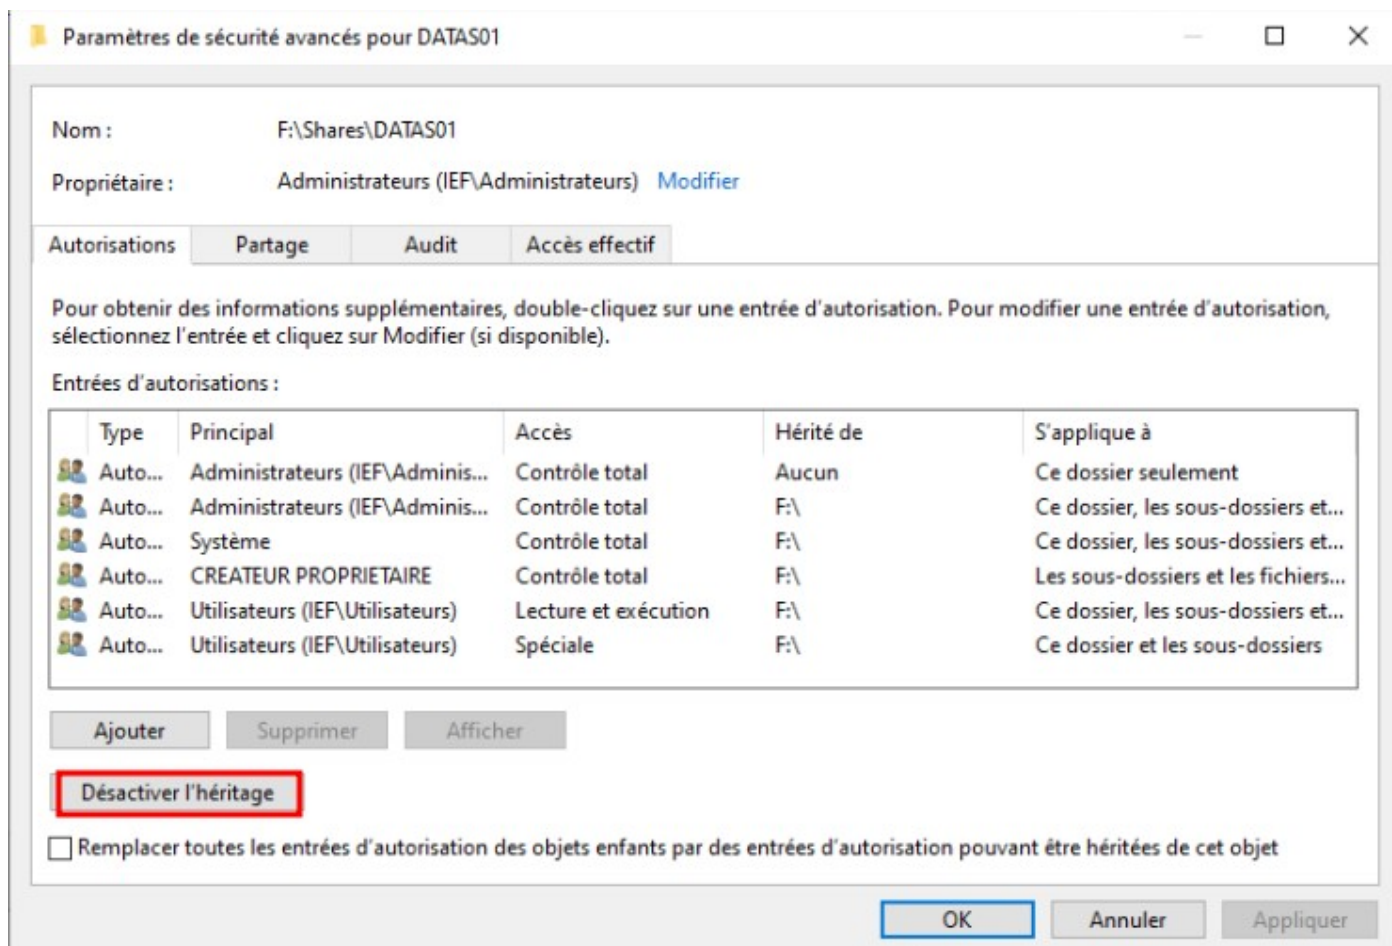 Paramètres de sécurité avancés pour DATAS01
Nom : F:\Shares\DATAS01
Propriétaire : Administrateurs (IEF\Administrateurs) Modifier
Autorisations Partage Audit Accès effectif
Pour obtenir des informations supplémentaires, double-cliquez sur une entrée d'autorisation. Pour modifier une entrée d'autorisation,
sélectionnez l'entrée et cliquez sur Modifier (si disponible).
Entrées d'autorisations :
Type Principal Accès Hérité de S'applique à
Auto... Administrateurs (IEF\Adminis... Contrôle total Aucun Ce dossier seulement
Auto... Administrateurs (IEF\Adminis... Contrôle total F:\ Ce dossier, les sous-dossiers et...
Auto... Système Contrôle total F:\ Ce dossier, les sous-dossiers et...
Auto... CREATEUR PROPRIETAIRE Contrôle total F:\ Les sous-dossiers et les fichiers...
Auto... Utilisateurs (IEF\Utilisateurs) Lecture et exécution F:\ Ce dossier, les sous-dossiers et...
Auto... Utilisateurs (IEF\Utilisateurs) Spéciale F:\ Ce dossier et les sous-dossiers
Ajouter Supprimer Afficher
Désactiver l'héritage
Remplacer toutes les entrées d'autorisation des objets enfants par des entrées d'autorisation pouvant être héritées de cet objet
OK Annuler Appliquer